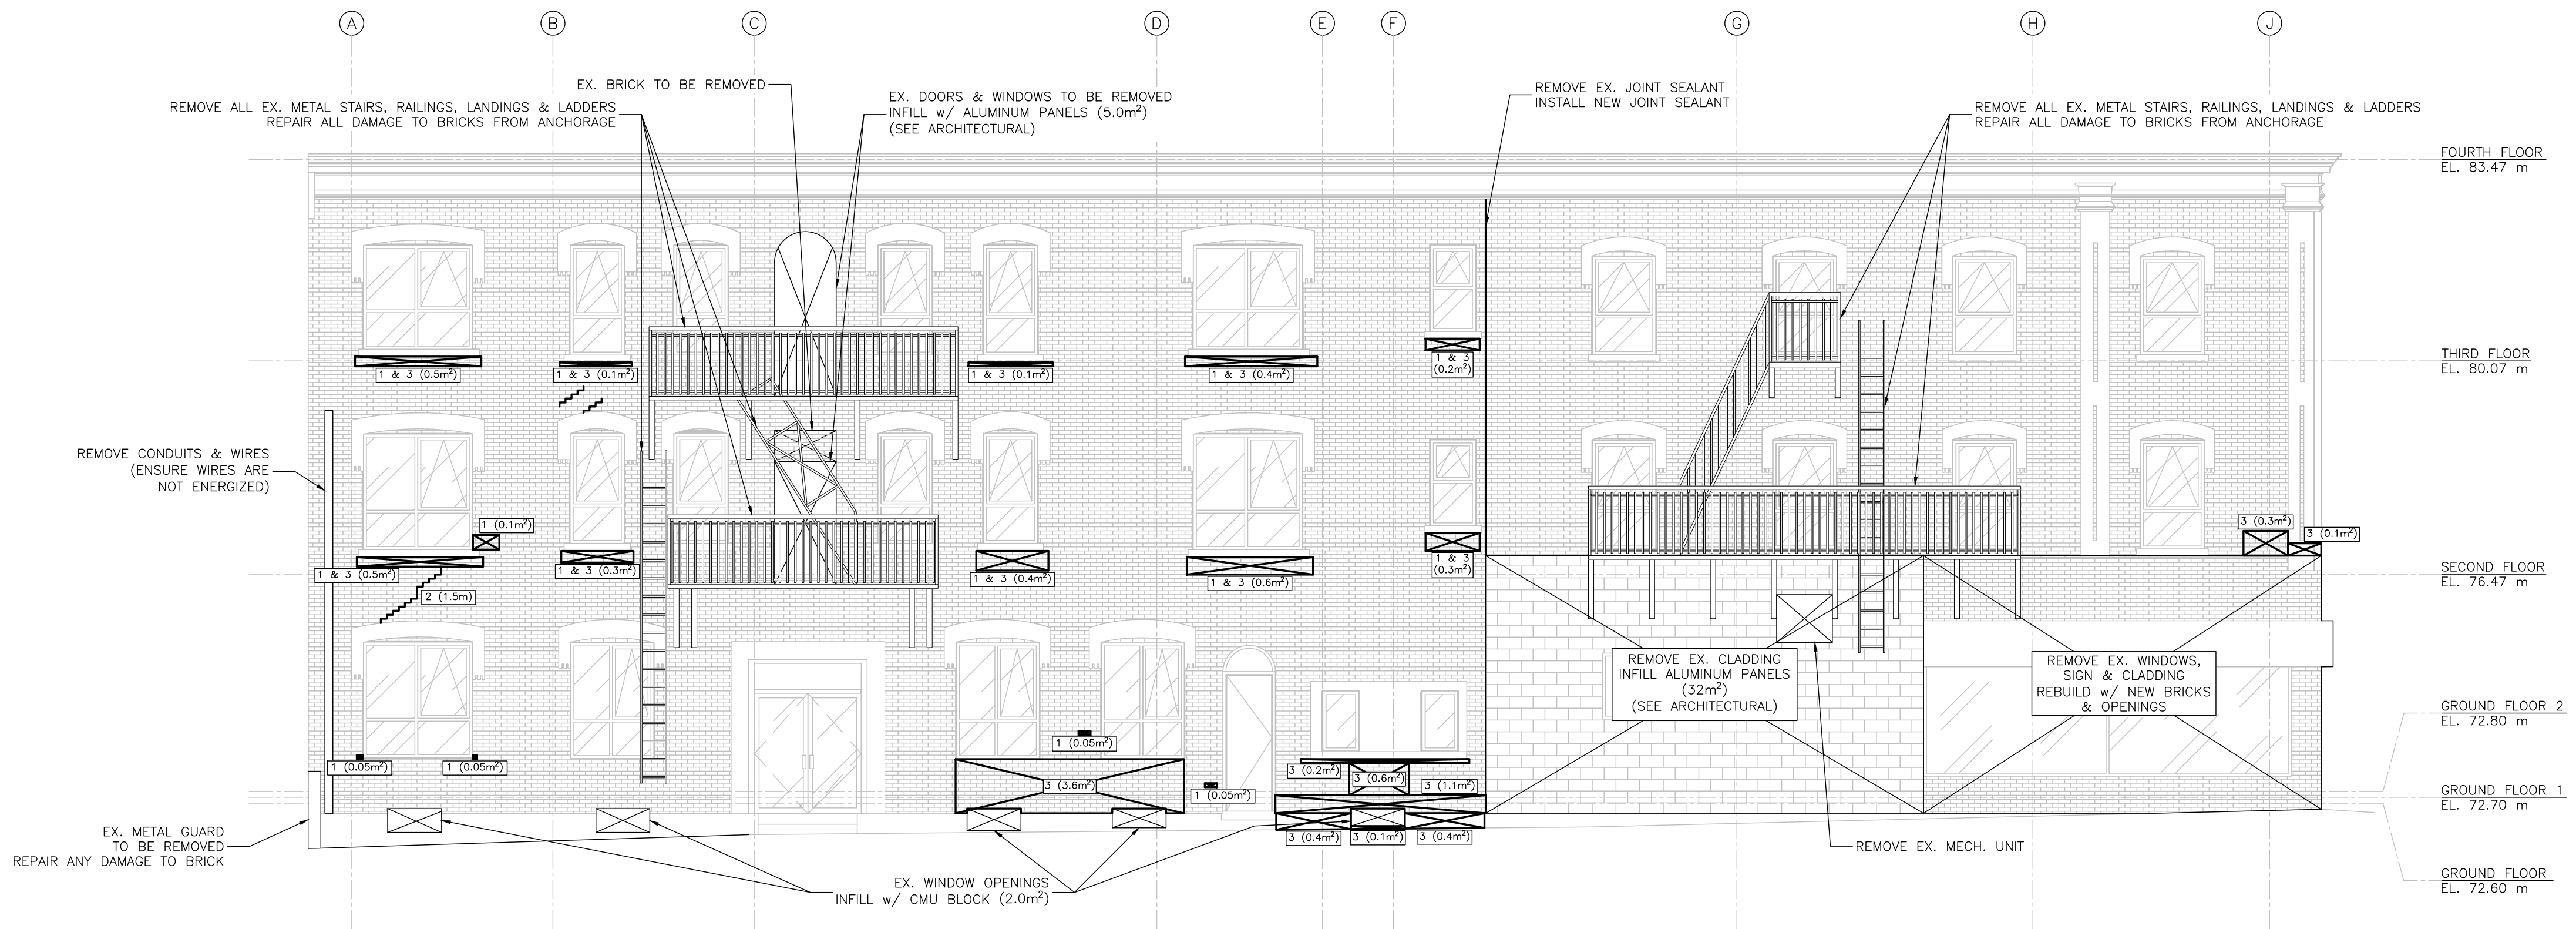 A
B
C
D
E
F
G
H
J
EX. BRICK TO BE REMOVED
REMOVE ALL EX. METAL STAIRS, RAILINGS, LANDINGS & LADDERS
REPAIR ALL DAMAGE TO BRICKS FROM ANCHORAGE
EX. DOORS & WINDOWS TO BE REMOVED
INFILL w/ ALUMINUM PANELS (5.0m²)
(SEE ARCHITECTURAL)
REMOVE EX. JOINT SEALANT
INSTALL NEW JOINT SEALANT
REMOVE ALL EX. METAL STAIRS, RAILINGS, LANDINGS & LADDERS
REPAIR ALL DAMAGE TO BRICKS FROM ANCHORAGE
FOURTH FLOOR
EL. 83.47 m
THIRD FLOOR
EL. 80.07 m
1 & 3 (0.5m²)
1 & 3 (0.1m²)
1 & 3 (0.1m²)
1 & 3 (0.4m²)
1 & 3
(0.2m²)
REMOVE CONDUITS & WIRES
(ENSURE WIRES ARE
NOT ENERGIZED)
1 (0.1m²)
3 (0.3m²)
3 (0.1m²)
1 & 3 (0.5m²)
1 & 3 (0.3m²)
1 & 3 (0.4m²)
1 & 3 (0.6m²)
1 & 3
(0.3m²)
2 (1.5m)
SECOND FLOOR
EL. 76.47 m
REMOVE EX. CLADDING
INFILL ALUMINUM PANELS
(32m²)
(SEE ARCHITECTURAL)
REMOVE EX. WINDOWS,
SIGN & CLADDING
REBUILD w/ NEW BRICKS
& OPENINGS
GROUND FLOOR 2
EL. 72.80 m
1 (0.05m²)
1 (0.05m²)
1 (0.05m²)
3 (3.6m²)
1 (0.05m²)
3 (0.2m²)
3 (0.6m²)
3 (1.1m²)
GROUND FLOOR 1
EL. 72.70 m
3 (0.4m²)
3 (0.1m²)
3 (0.4m²)
EX. METAL GUARD
TO BE REMOVED
REPAIR ANY DAMAGE TO BRICK
REMOVE EX. MECH. UNIT
EX. WINDOW OPENINGS
INFILL w/ CMU BLOCK (2.0m²)
GROUND FLOOR
EL. 72.60 m